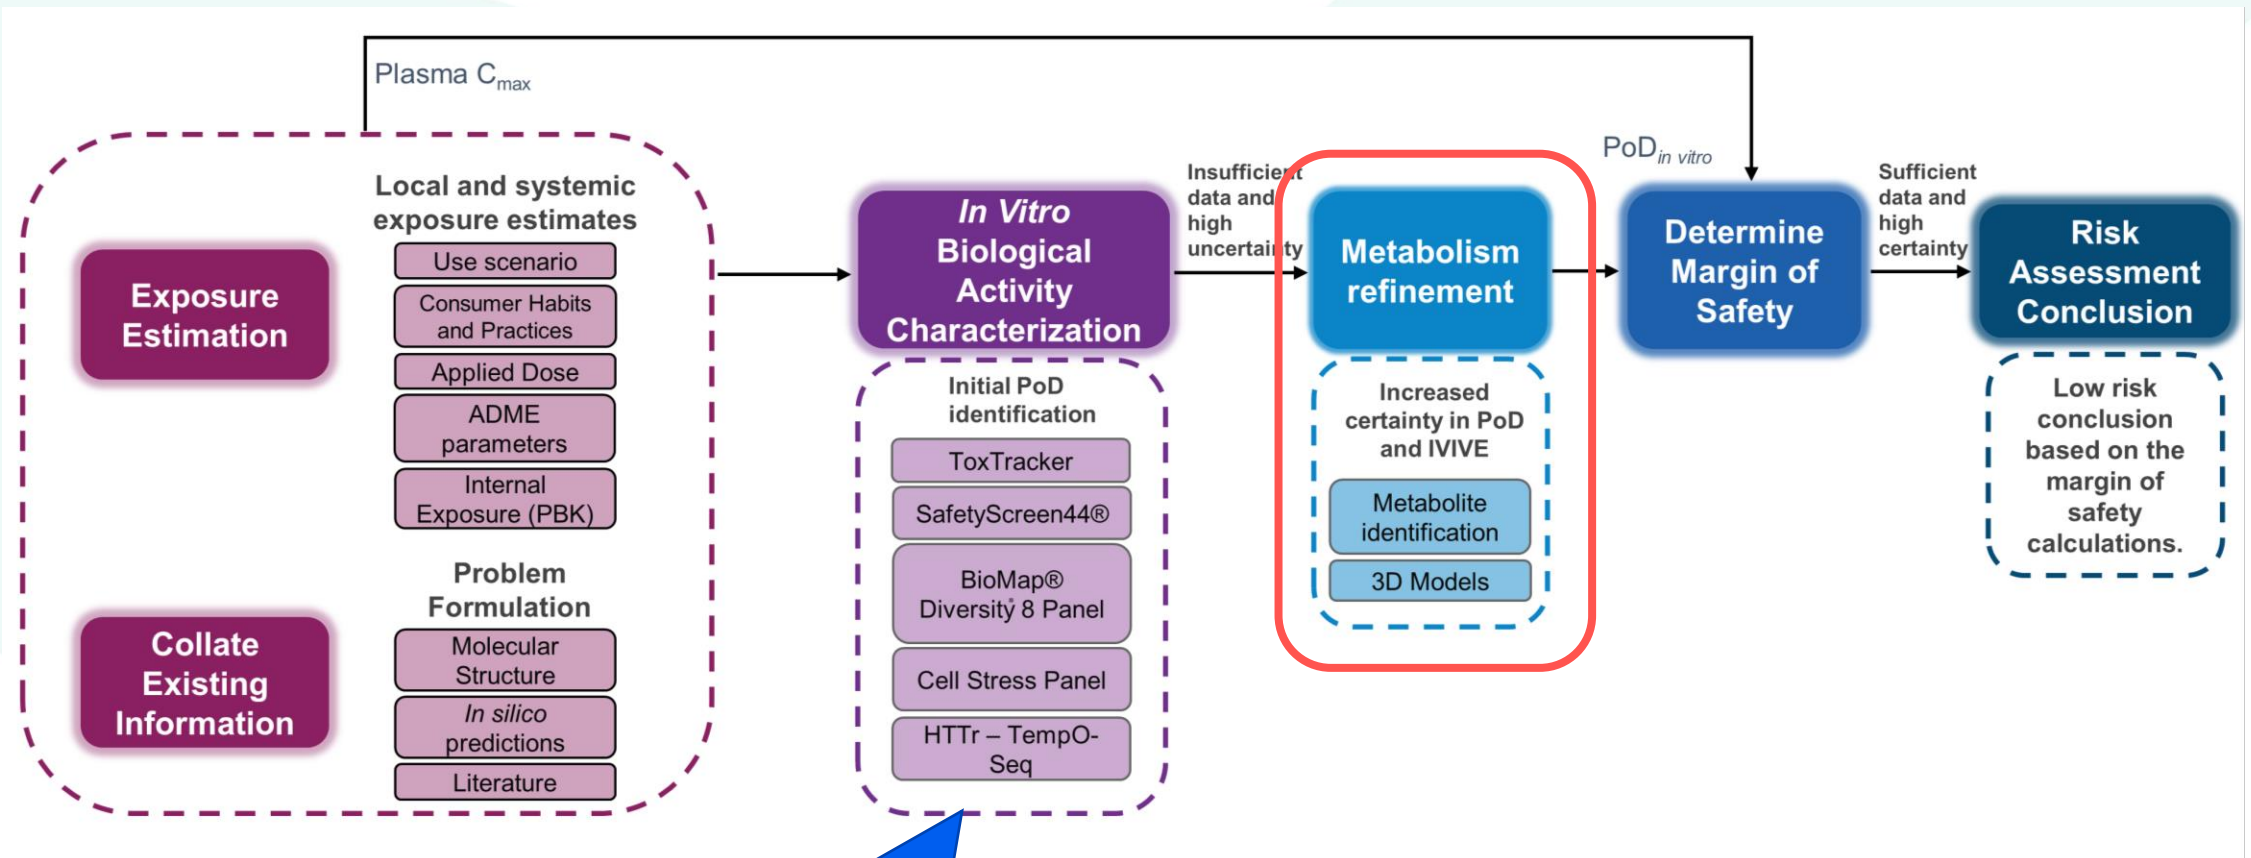 Plasma Cmax
Local and systemic
exposure estimates
Exposure
Estimation
Use scenario
Consumer Habits
and Practices
Applied Dose
ADME
parameters
Internal
Exposure (PBK)
Problem
Formulation
Collate
Existing
Information
Molecular
Structure
In silico
predictions
Literature
In Vitro
Biological
Activity
Characterization
Initial PoD
identification
ToxTracker
SafetyScreen44®
BioMap®
Diversity® 8 Panel
Cell Stress Panel
HTTr – TempO-
Seq
Insufficient
data and
high
uncertainty
Metabolism
refinement
Increased
certainty in PoD
and IVIVE
Metabolite
identification
3D Models
PoDin vitro
Determine
Margin of
Safety
Sufficient
data and
high
certainty
Risk
Assessment
Conclusion
Low risk
conclusion
based on the
margin of
safety
calculations.